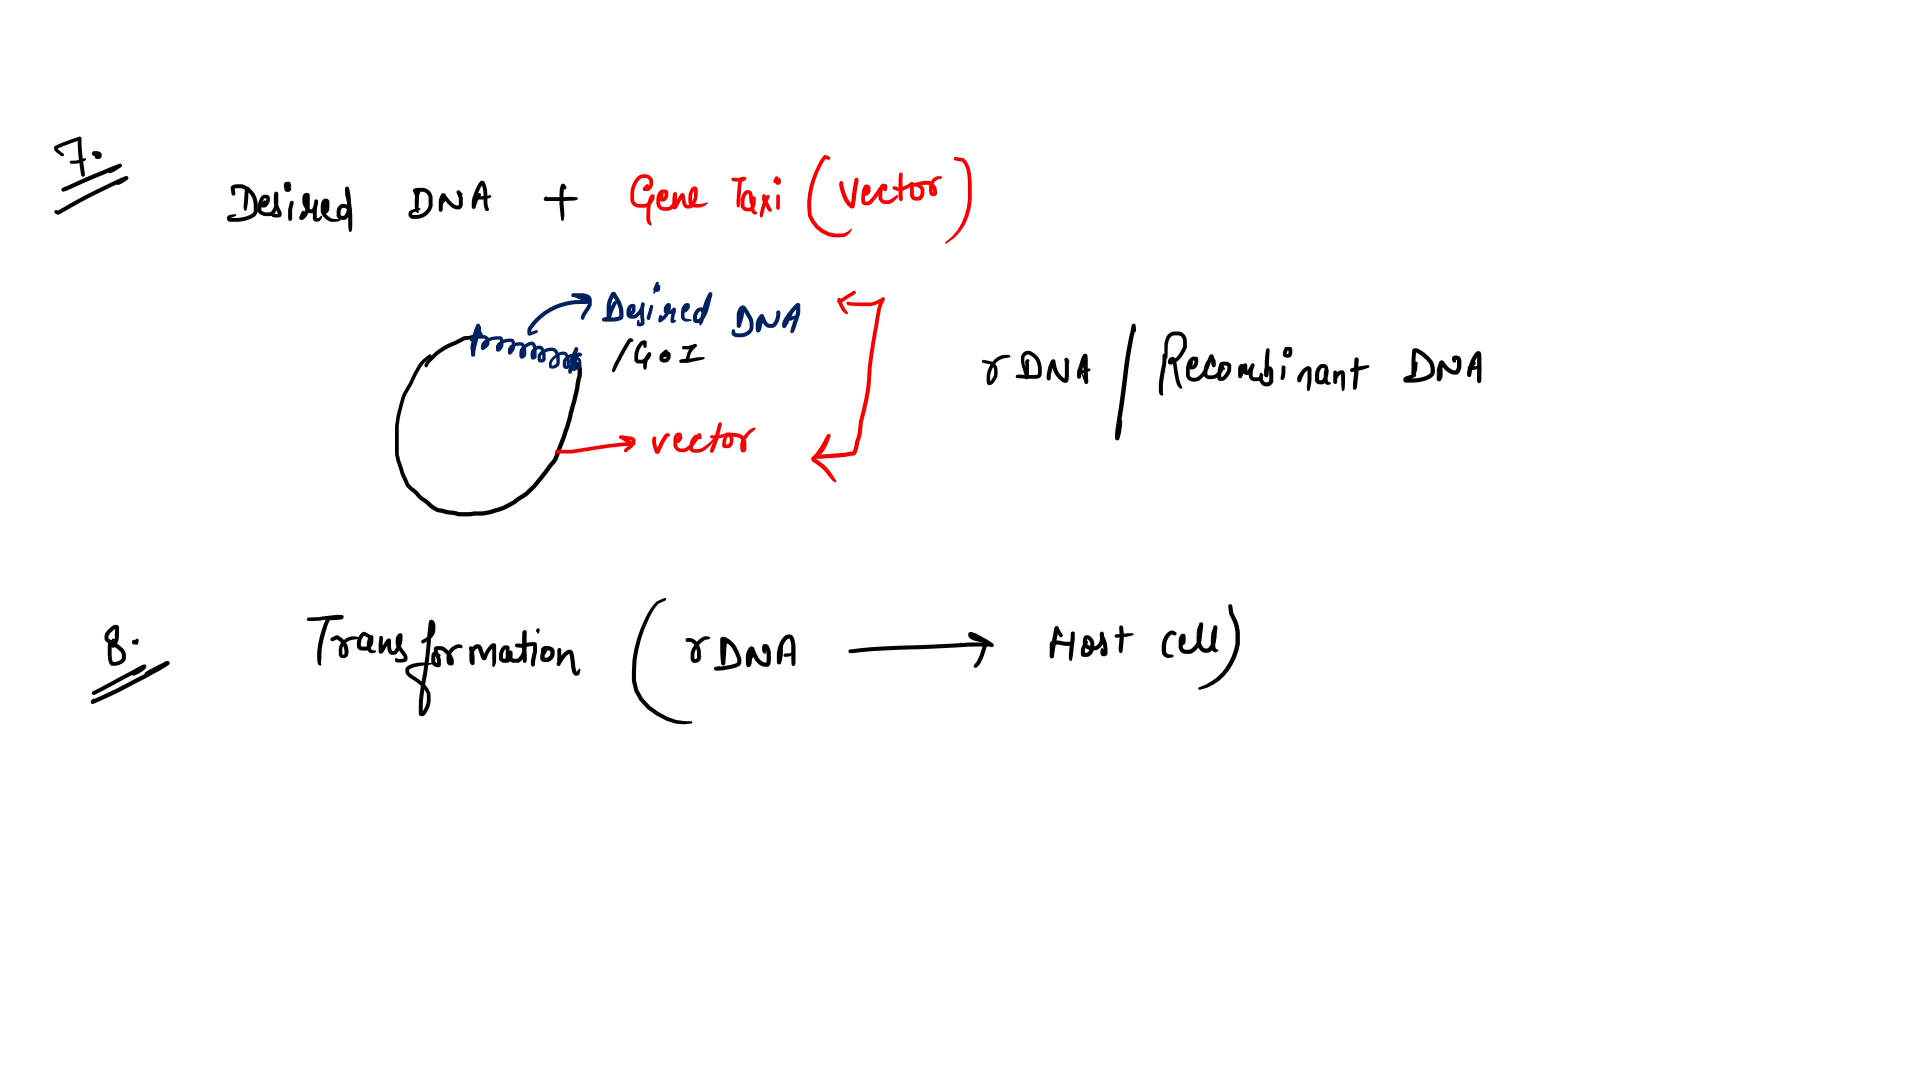 7.
Desired DNA + Gene Taxi (vector)
Desired DNA
/GOI
vector
rDNA / Recombinant DNA
8.
Transformation (rDNA → Host cell)